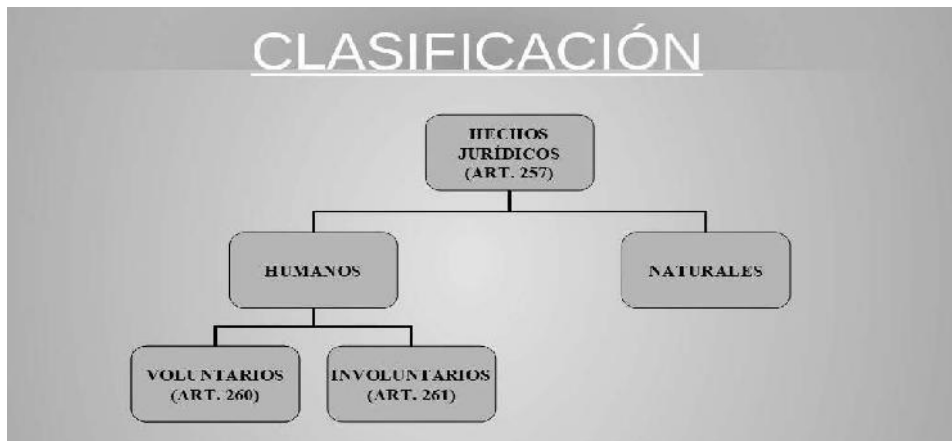 CLASIFICACIÓN
HECHOS
JURÍDICOS
(ART. 257)
HUMANOS
NATURALES
VOLUNTARIOS
(ART. 260)
INVOLUNTARIOS
(ART. 261)